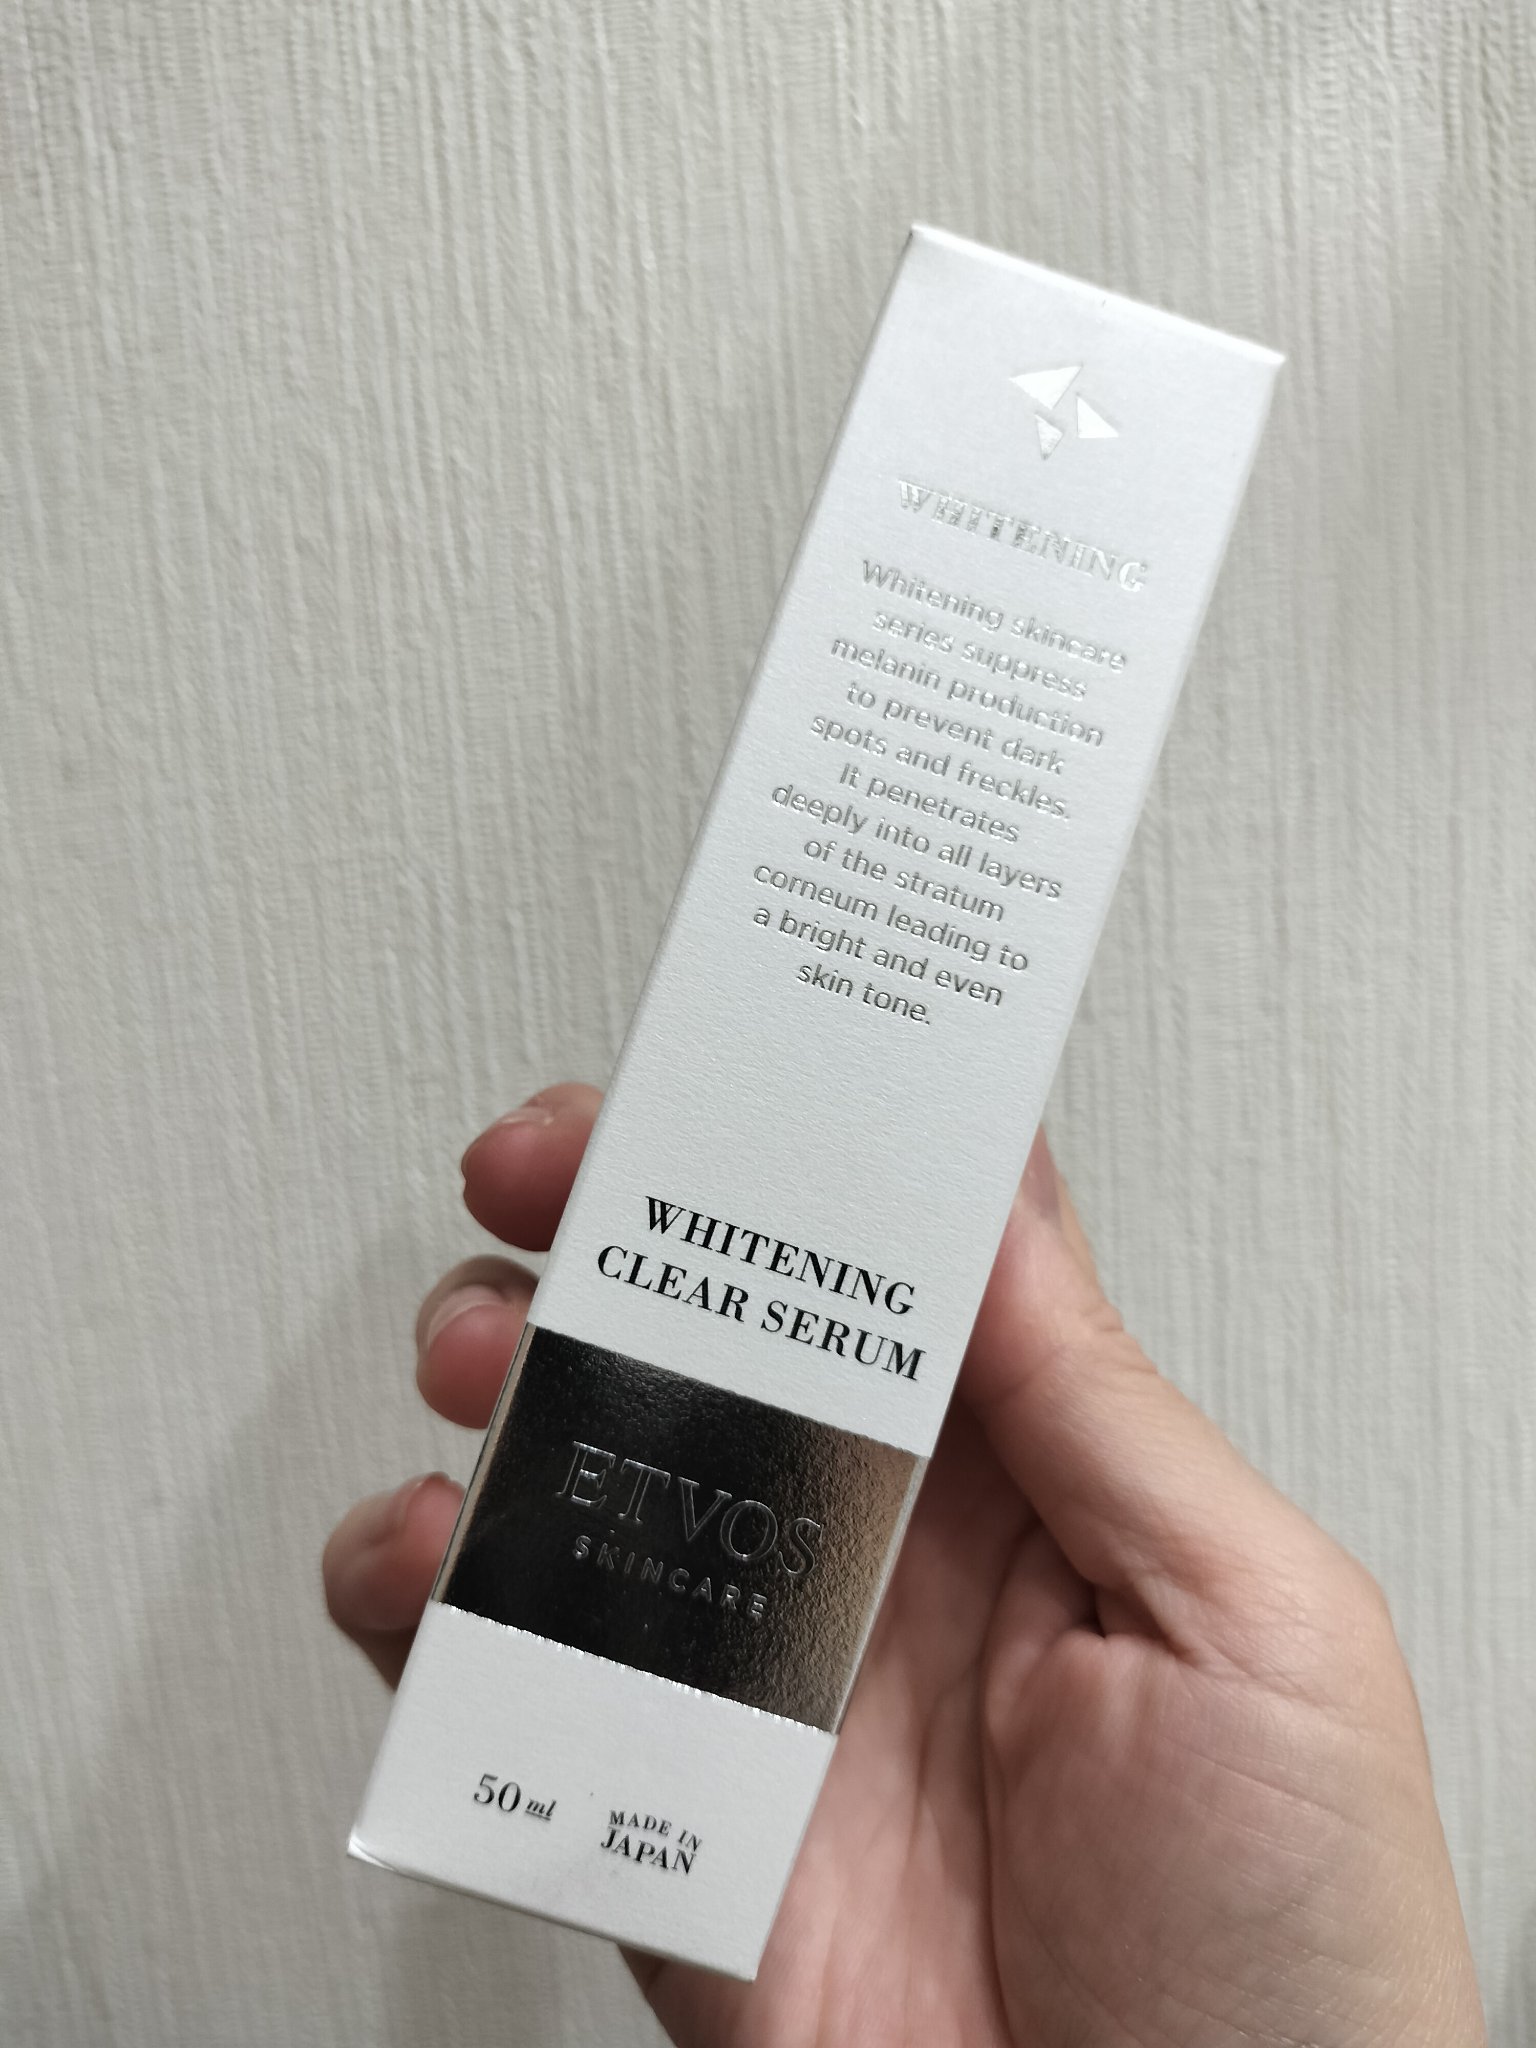 WHITENING
Whitening skincare
series suppress
melanin production
to prevent dark
spots and freckles.
It penetrates
deeply into all layers
of the stratum
corneum leading to
a bright and even
skin tone.
WHITENING
CLEAR SERUM
ETVOS
SKINCARE
50 ml
MADE IN
JAPAN